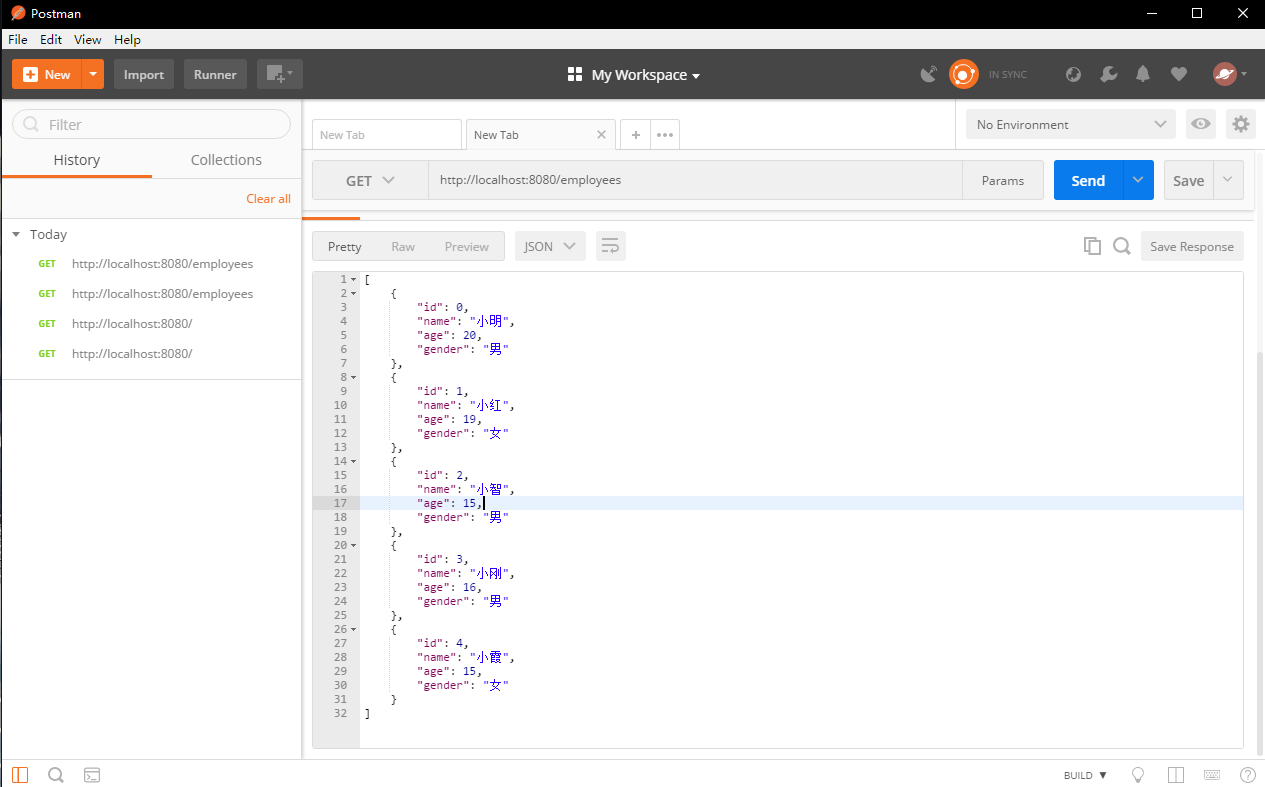 Postman
File Edit View Help
New Import Runner My Workspace IN SYNC
Filter
History Collections
Clear all
Today
GET http://localhost:8080/employees
GET http://localhost:8080/employees
GET http://localhost:8080/
GET http://localhost:8080/
New Tab New Tab No Environment
GET http://localhost:8080/employees Params Send Save
Pretty Raw Preview JSON Save Response
1 [
2 {
3 "id": 0,
4 "name": "小明",
5 "age": 20,
6 "gender": "男"
7 },
8 {
9 "id": 1,
10 "name": "小红",
11 "age": 19,
12 "gender": "女"
13 },
14 {
15 "id": 2,
16 "name": "小智",
17 "age": 15,
18 "gender": "男"
19 },
20 {
21 "id": 3,
22 "name": "小刚",
23 "age": 16,
24 "gender": "男"
25 },
26 {
27 "id": 4,
28 "name": "小霞",
29 "age": 15,
30 "gender": "女"
31 }
32 ]
BUILD